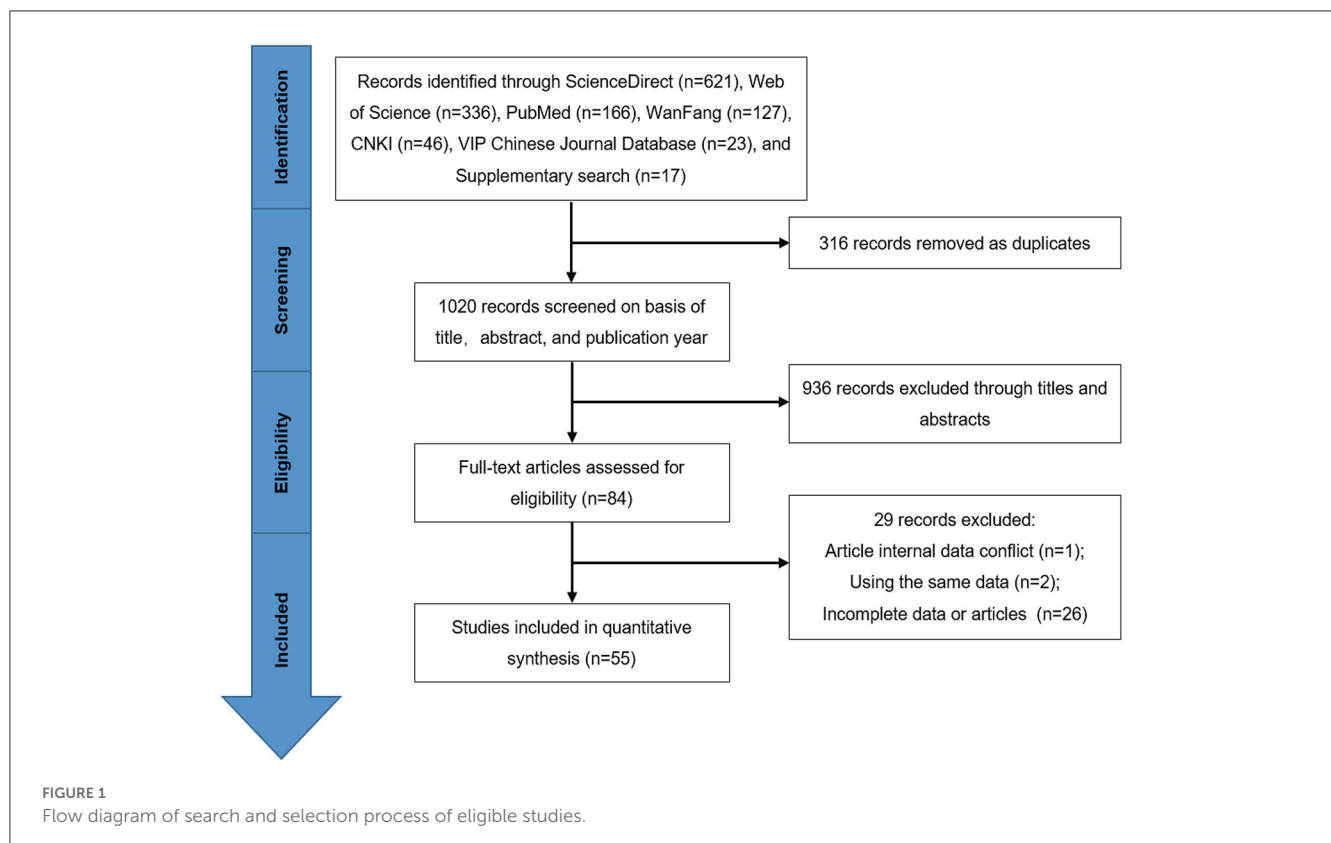 Identification
Records identified through ScienceDirect (n=621), Web
of Science (n=336), PubMed (n=166), WanFang (n=127),
CNKI (n=46), VIP Chinese Journal Database (n=23), and
Supplementary search (n=17)
Screening
316 records removed as duplicates
1020 records screened on basis of
title，abstract, and publication year
936 records excluded through titles and
abstracts
Eligibility
Full-text articles assessed for
eligibility (n=84)
29 records excluded:
Article internal data conflict (n=1);
Using the same data (n=2);
Incomplete data or articles (n=26)
Included
Studies included in quantitative
synthesis (n=55)
FIGURE 1
Flow diagram of search and selection process of eligible studies.